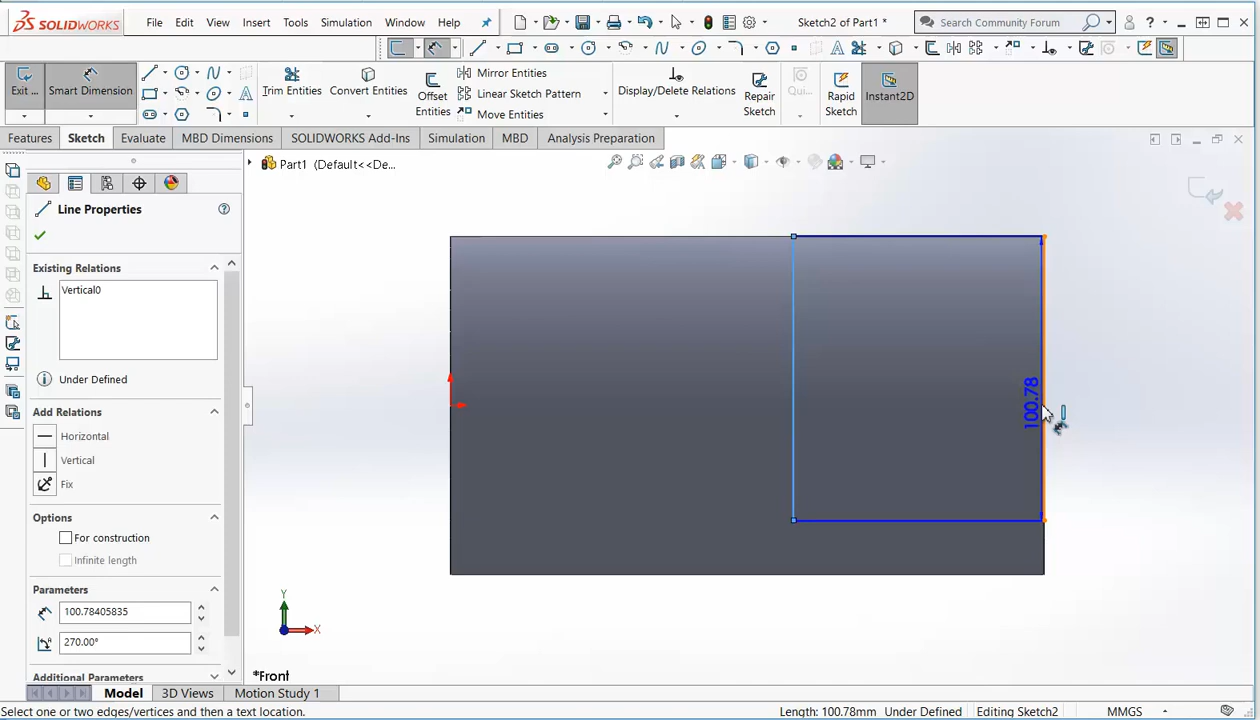 SOLIDWORKS File Edit View Insert Tools Simulation Window Help Sketch2 of Part1 * Search Community Forum ?
Exit ... Smart Dimension Trim Entities Convert Entities Offset Entities Mirror Entities Linear Sketch Pattern Move Entities Display/Delete Relations Repair Sketch Qui... Rapid Sketch Instant2D
Features Sketch Evaluate MBD Dimensions SOLIDWORKS Add-Ins Simulation MBD Analysis Preparation
Part1 (Default<<De...
Line Properties
Existing Relations
Vertical0
Under Defined
Add Relations
Horizontal
Vertical
Fix
Options
For construction
Infinite length
Parameters
100.78405835
270.00°
Additional Parameters
100.78
Y
X
*Front
Model 3D Views Motion Study 1
Select one or two edges/vertices and then a text location. Length: 100.78mm Under Defined Editing Sketch2 MMGS